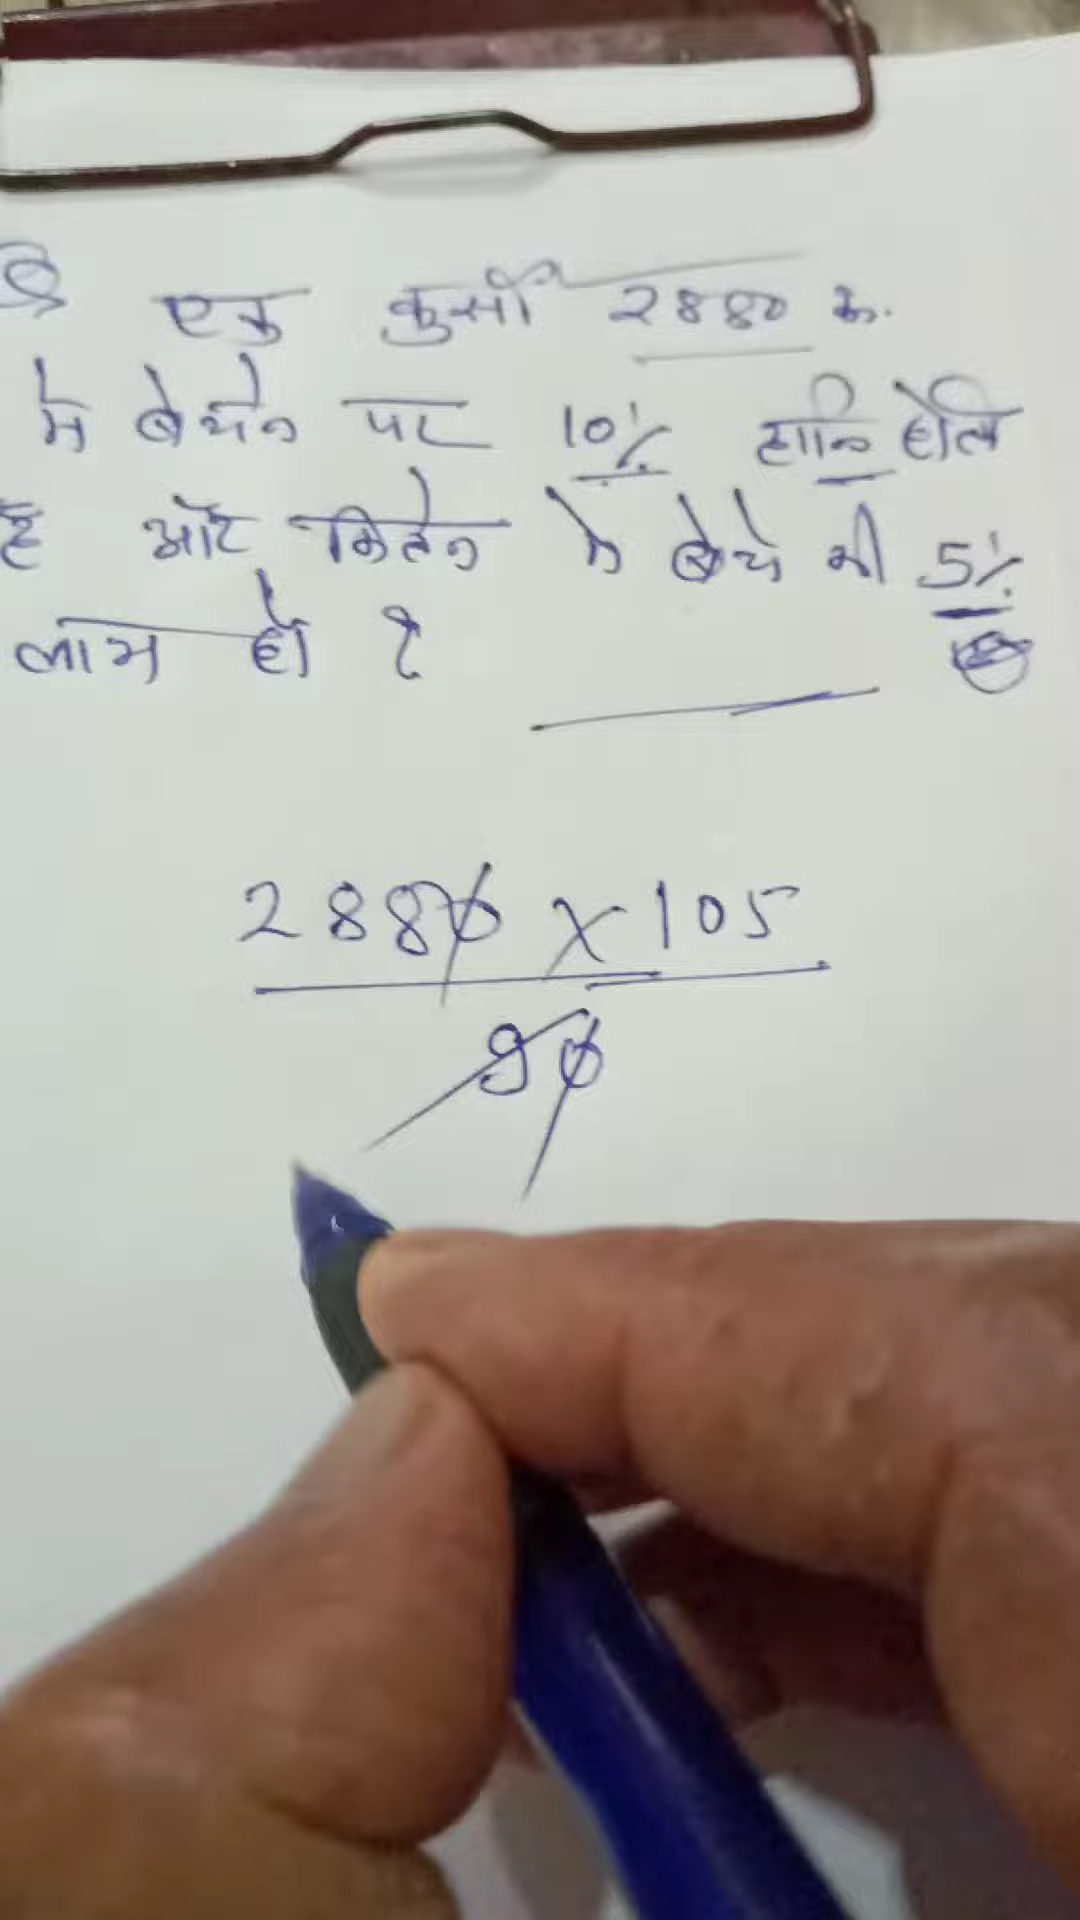 एक कुर्सी 2880 रू.
मे बेचने पर 10% हानि होती
है और कितने मे बेचे की 5%
लाभ हो ?
2880 × 105
90